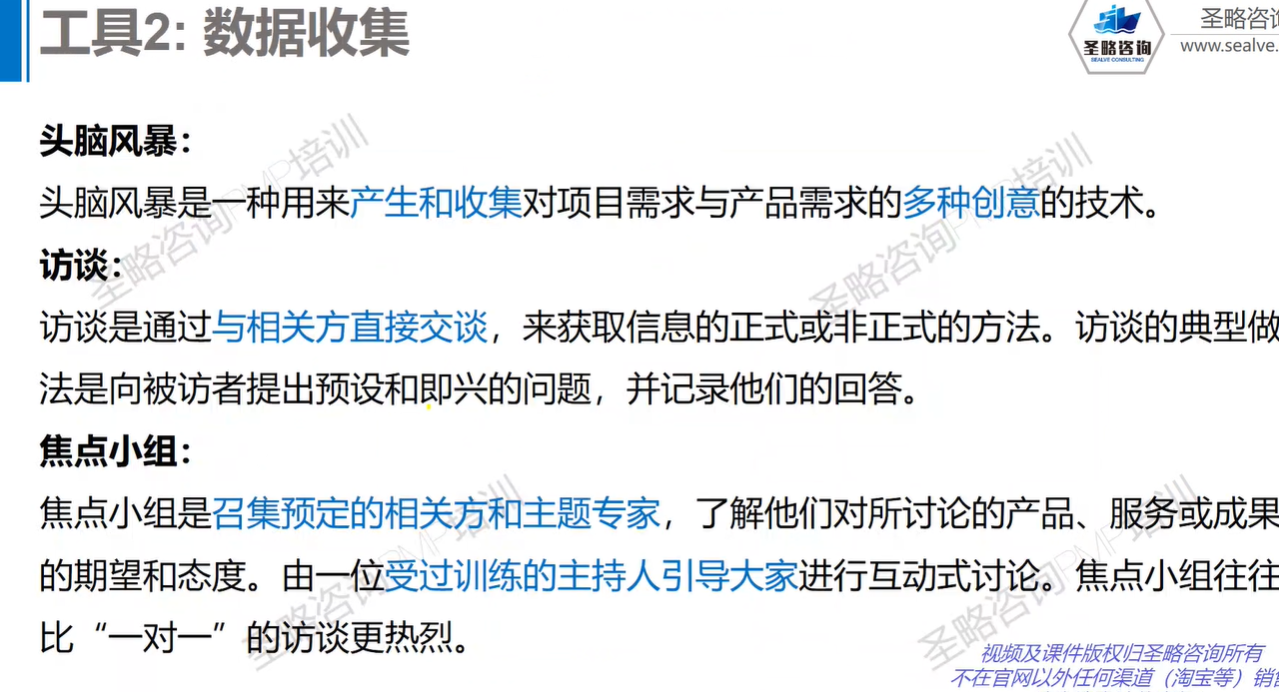 工具2: 数据收集
圣略咨询
SEALVE CONSULTING
圣略咨
www.sealve.
头脑风暴：
头脑风暴是一种用来产生和收集对项目需求与产品需求的多种创意的技术。
访谈：
访谈是通过与相关方直接交谈，来获取信息的正式或非正式的方法。访谈的典型做
法是向被访者提出预设和即兴的问题，并记录他们的回答。
焦点小组：
焦点小组是召集预定的相关方和主题专家，了解他们对所讨论的产品、服务或成果
的期望和态度。由一位受过训练的主持人引导大家进行互动式讨论。焦点小组往往
比“一对一”的访谈更热烈。
圣略咨询PMP培训
圣略咨询PMP培训
圣略咨询PMP培训
圣略咨询PMP培训
视频及课件版权归圣略咨询所有
不在官网以外任何渠道（淘宝等）销售